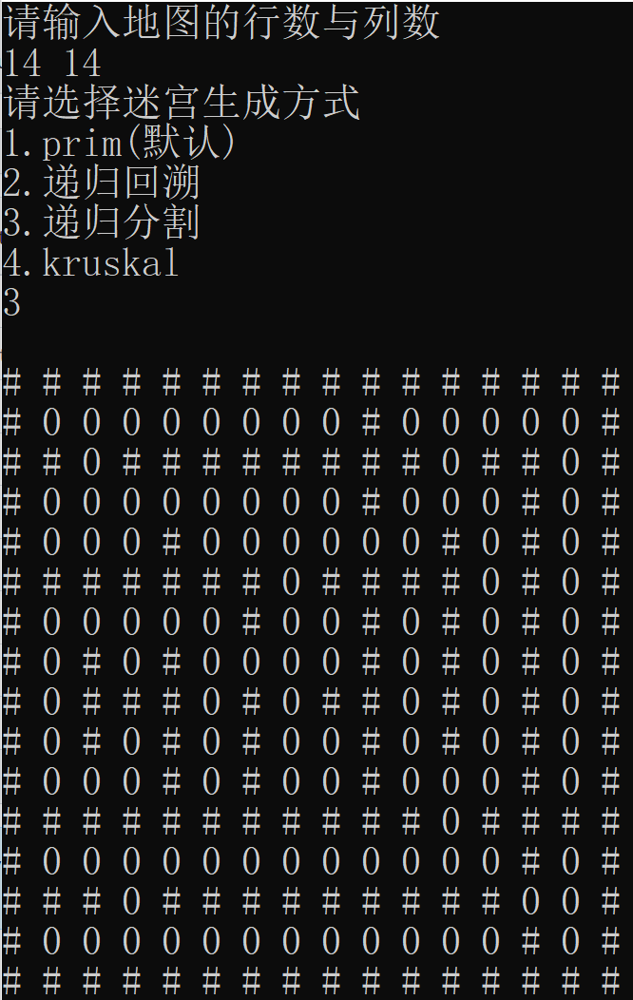 请输入地图的行数与列数
14 14
请选择迷宫生成方式
1.prim(默认)
2.递归回溯
3.递归分割
4.kruskal
3
# # # # # # # # # # # # # # # #
# 0 0 0 0 0 0 0 0 # 0 0 0 0 0 #
# # 0 # # # # # # # # 0 # # 0 #
# 0 0 0 0 0 0 0 0 # 0 0 0 # 0 #
# 0 0 0 # 0 0 0 0 0 0 # 0 # 0 #
# # # # # # # 0 # # # # 0 # 0 #
# 0 0 0 0 0 # 0 0 # 0 # 0 # 0 #
# 0 # 0 # 0 0 0 0 # 0 # 0 # 0 #
# 0 # # # 0 # 0 # # 0 # 0 # 0 #
# 0 # 0 # 0 # 0 0 # 0 # 0 # 0 #
# 0 0 0 # 0 # 0 0 # 0 0 0 # 0 #
# # # # # # # # # # # 0 # # # #
# 0 0 0 0 0 0 0 0 0 0 0 0 # 0 #
# # # 0 # # # # # # # # # 0 0 #
# 0 0 0 0 0 0 0 0 0 0 0 0 # 0 #
# # # # # # # # # # # # # # # #